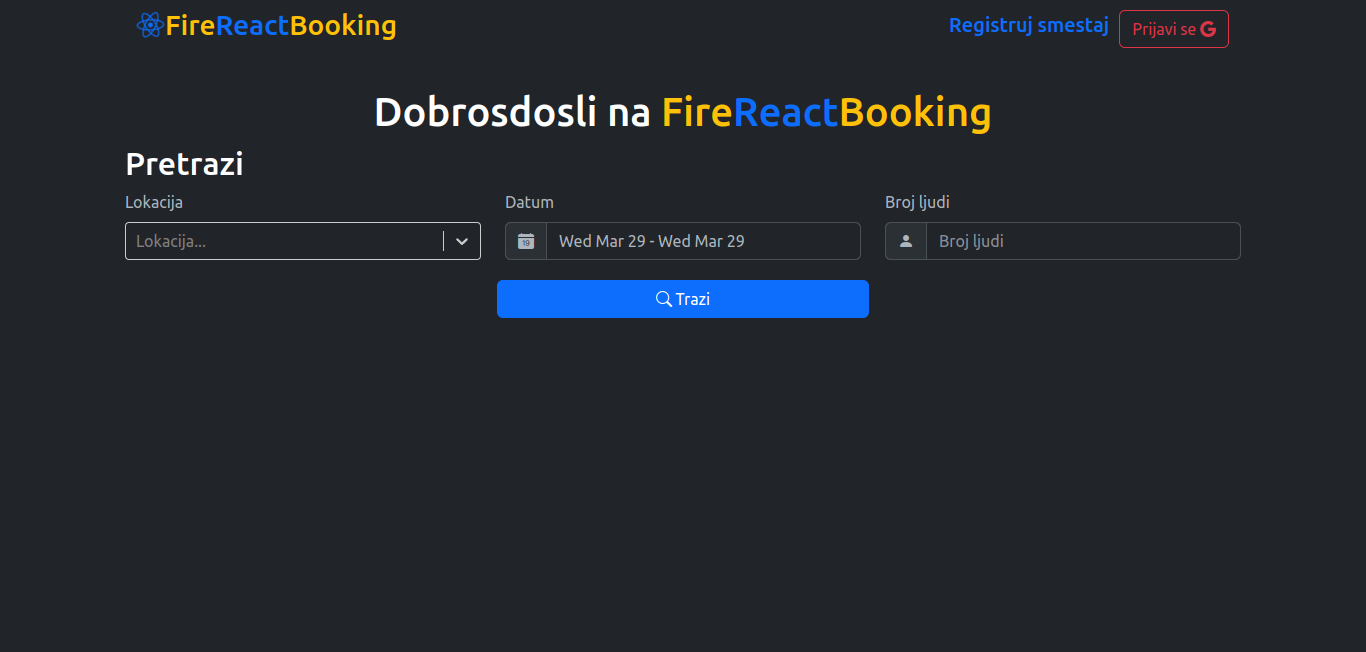 FireReactBooking
Registruj smestaj
Prijavi se
Dobrosdosli na FireReactBooking
Pretrazi
Lokacija
Datum
Broj ljudi
Lokacija...
19
Wed Mar 29 - Wed Mar 29
Broj ljudi
Trazi